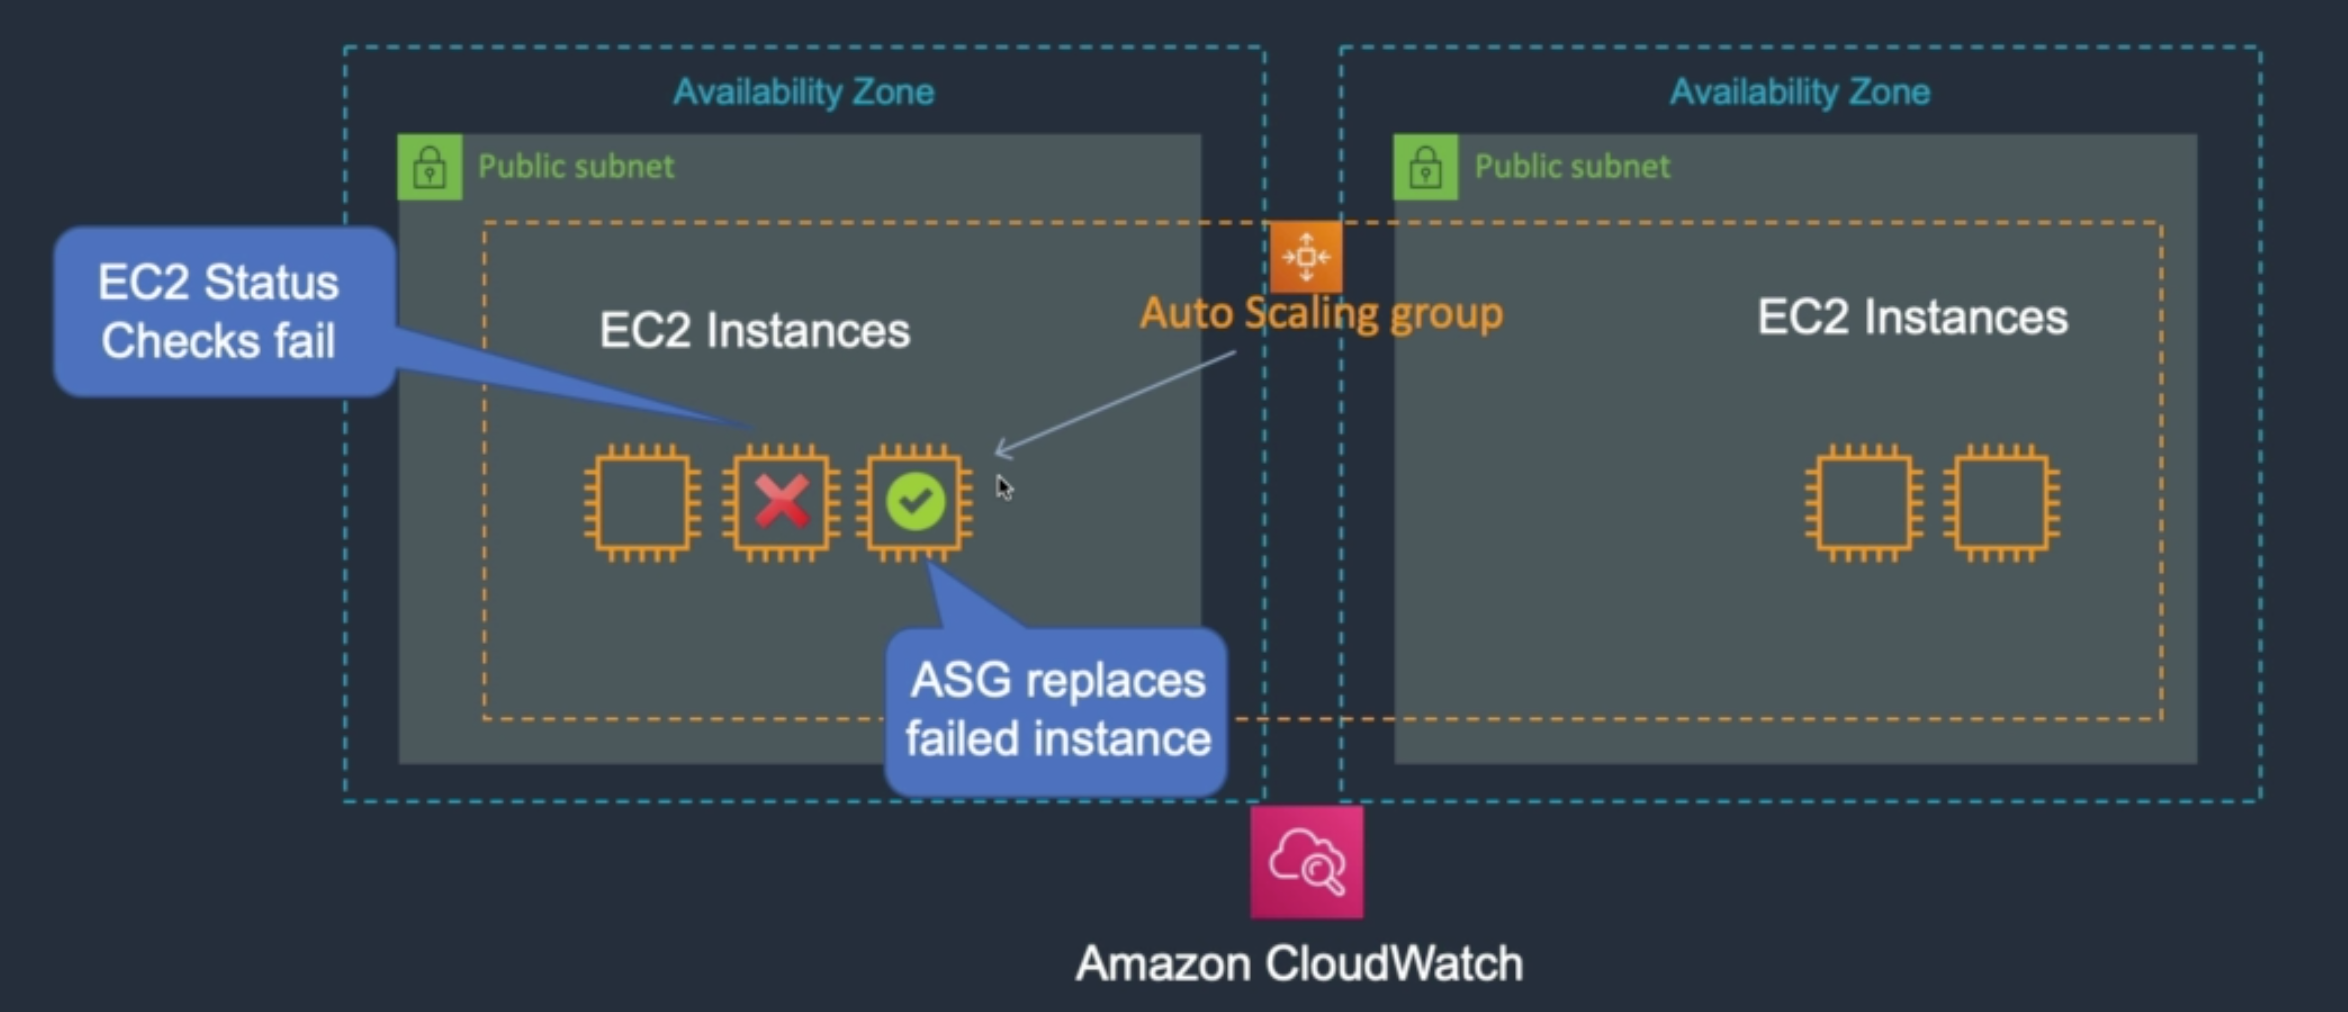 Availability Zone
Availability Zone
Public subnet
Public subnet
EC2 Status
Checks fail
EC2 Instances
Auto Scaling group
EC2 Instances
ASG replaces
failed instance
Amazon CloudWatch